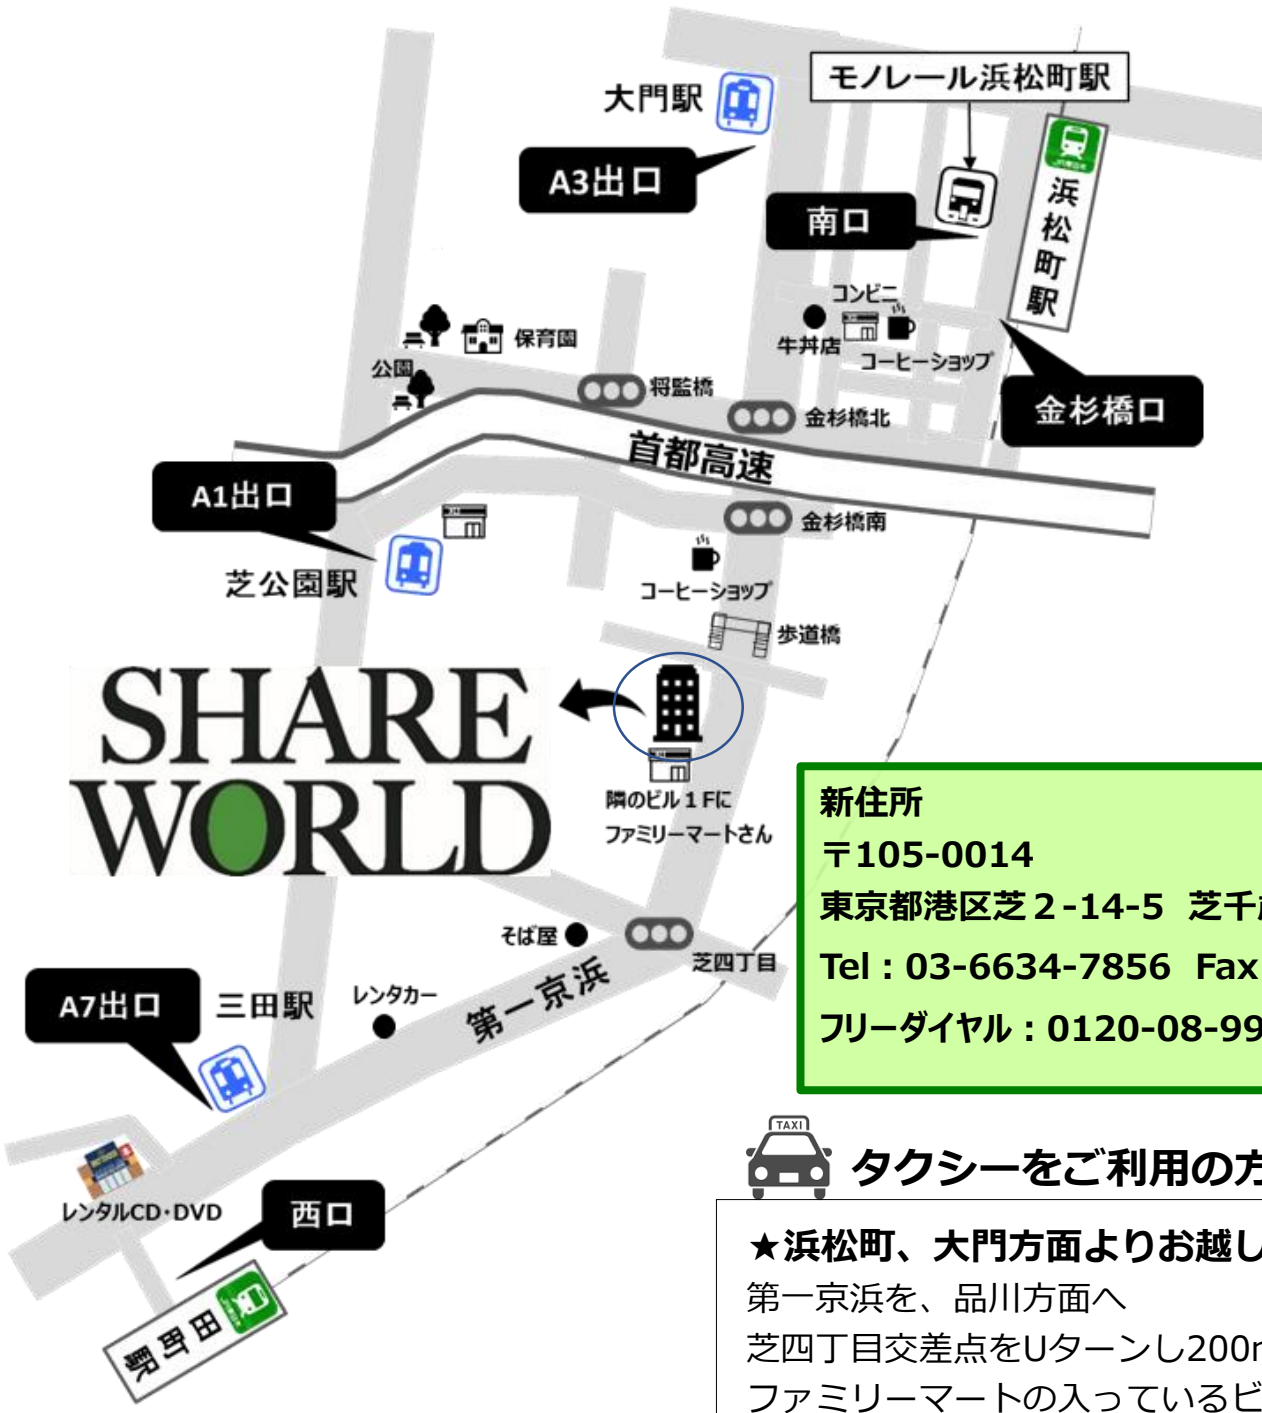 モノレール浜松町駅
大門駅
A3出口
南口
浜松町駅
コンビニ
保育園
牛丼店
コーヒーショップ
公園
将監橋
金杉橋北
金杉橋口
首都高速
A1出口
金杉橋南
芝公園駅
コーヒーショップ
歩道橋
SHARE
WORLD
隣のビル１Fに
ファミリーマートさん
新住所
〒105-0014
東京都港区芝２-14-5 芝千
Tel：03-6634-7856 Fax
フリーダイヤル：0120-08-99
そば屋
芝四丁目
第一京浜
A7出口
三田駅
レンタカー
レンタルCD･DVD
西口
田町駅
TAXI
タクシーをご利用の方
★浜松町、大門方面よりお越し
第一京浜を、品川方面へ
芝四丁目交差点をUターンし200m
ファミリーマートの入っているビ